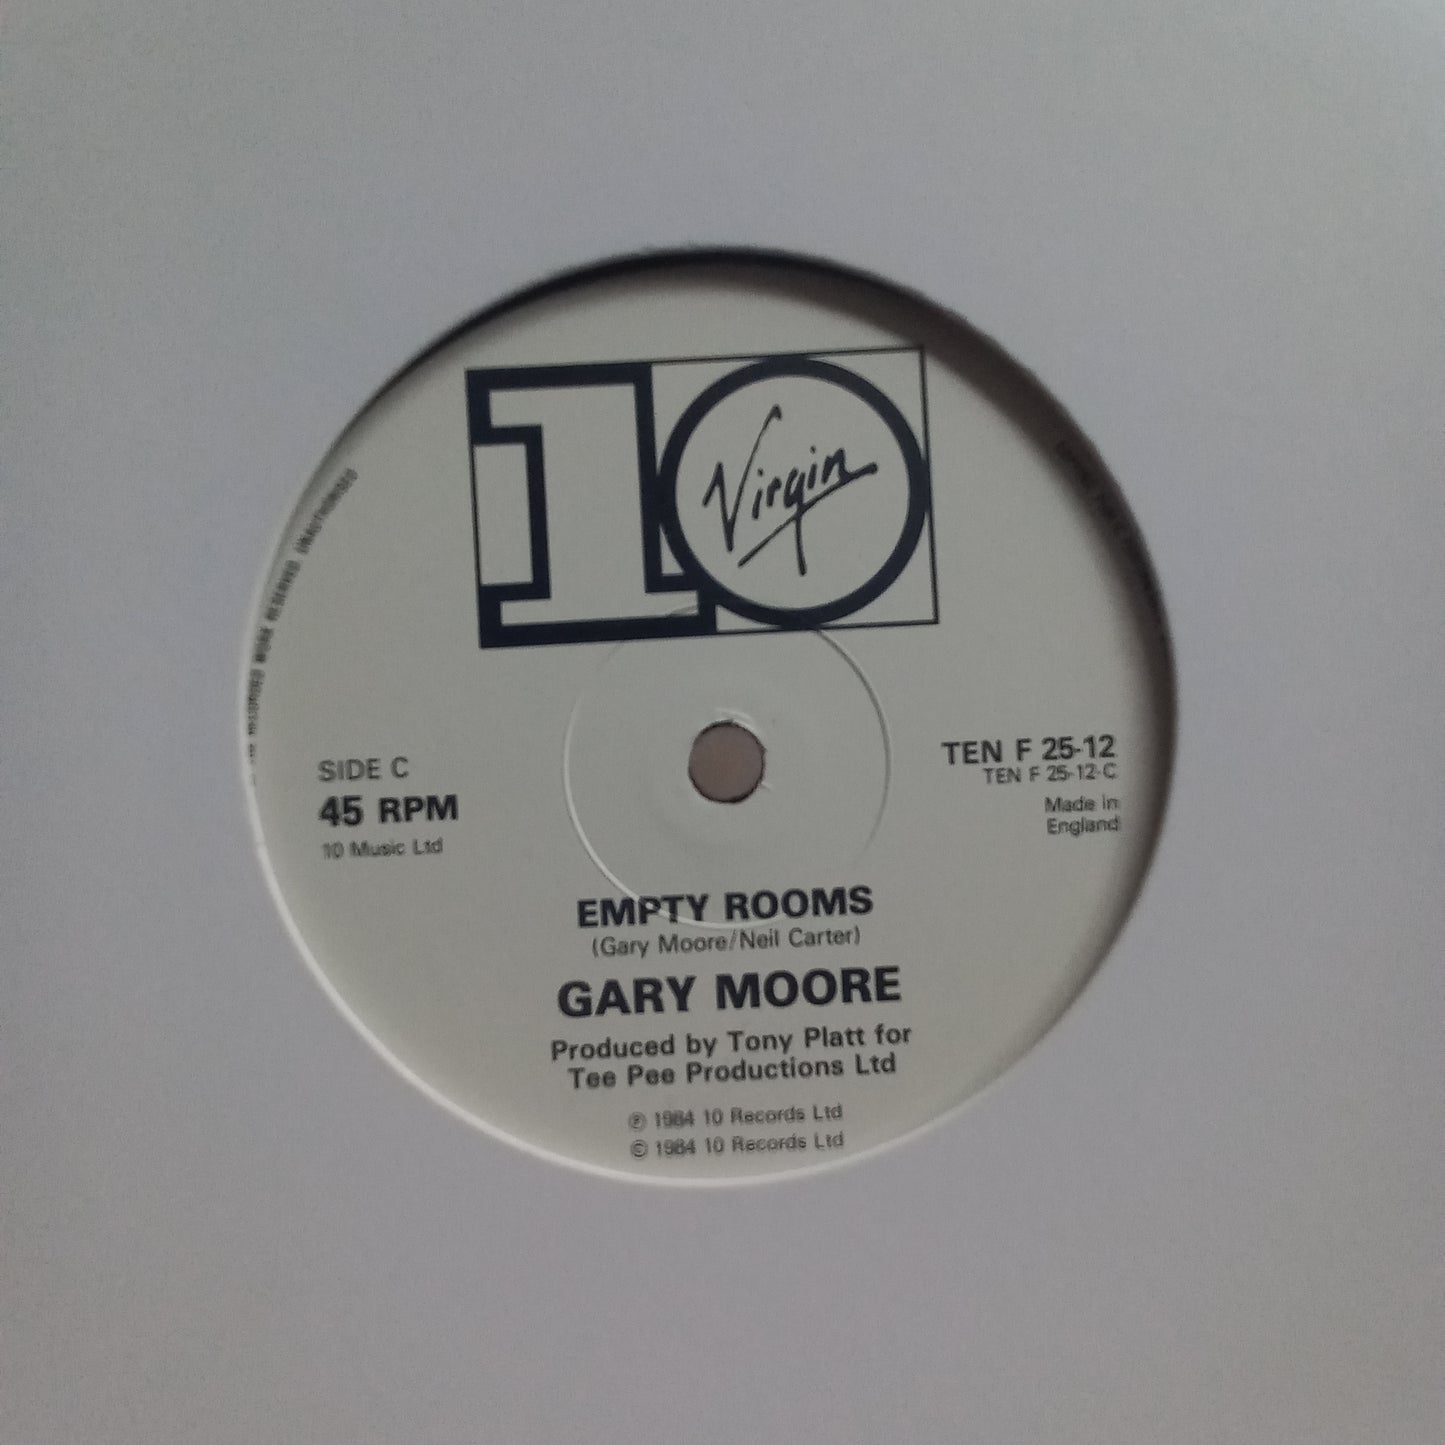 10
Virgin
SIDE C
45 RPM
10 Music Ltd
TEN F 25-12
TEN F 25-12-C
Made in
England
EMPTY ROOMS
(Gary Moore/Neil Carter)
GARY MOORE
Produced by Tony Platt for
Tee Pee Productions Ltd
℗ 1984 10 Records Ltd
© 1984 10 Records Ltd
UNAUTHORISED